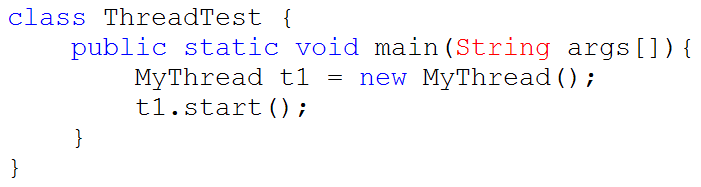 class ThreadTest {
    public static void main(String args[]){
        MyThread t1 = new MyThread();
        t1.start();
    }
}